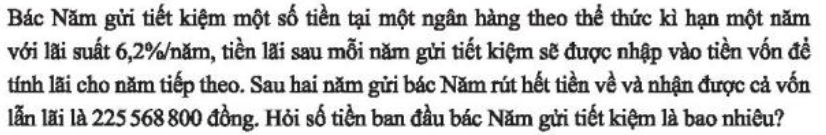 Bác Năm gửi tiết kiệm một số tiền tại một ngân hàng theo thể thức kì hạn một năm
với lãi suất 6,2%/năm, tiền lãi sau mỗi năm gửi tiết kiệm sẽ được nhập vào tiền vốn để
tính lãi cho năm tiếp theo. Sau hai năm gửi bác Năm rút hết tiền về và nhận được cả vốn
lẫn lãi là 225 568 800 đồng. Hỏi số tiền ban đầu bác Năm gửi tiết kiệm là bao nhiêu?